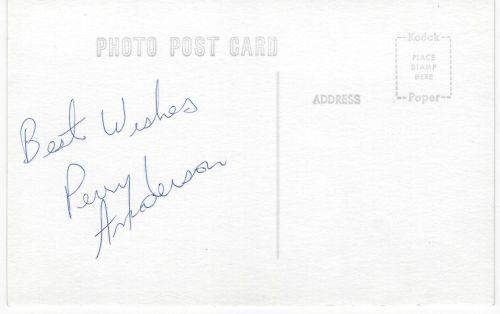 PHOTO POST CARD
Kodak
PLACE
STAMP
HERE
Paper
ADDRESS
Best Wishes
Perry
Anderson